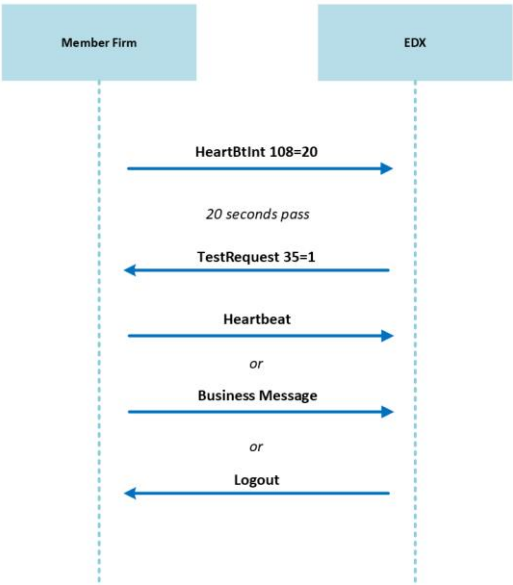 Member Firm
EDX
HeartBtInt 108=20
20 seconds pass
TestRequest 35=1
Heartbeat
or
Business Message
or
Logout